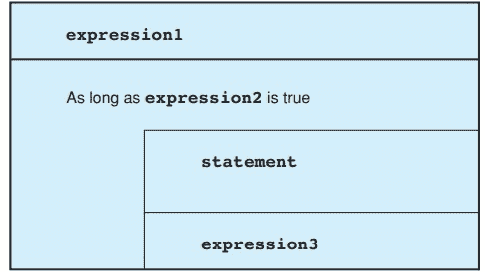 expression1
As long as expression2 is true
statement
expression3